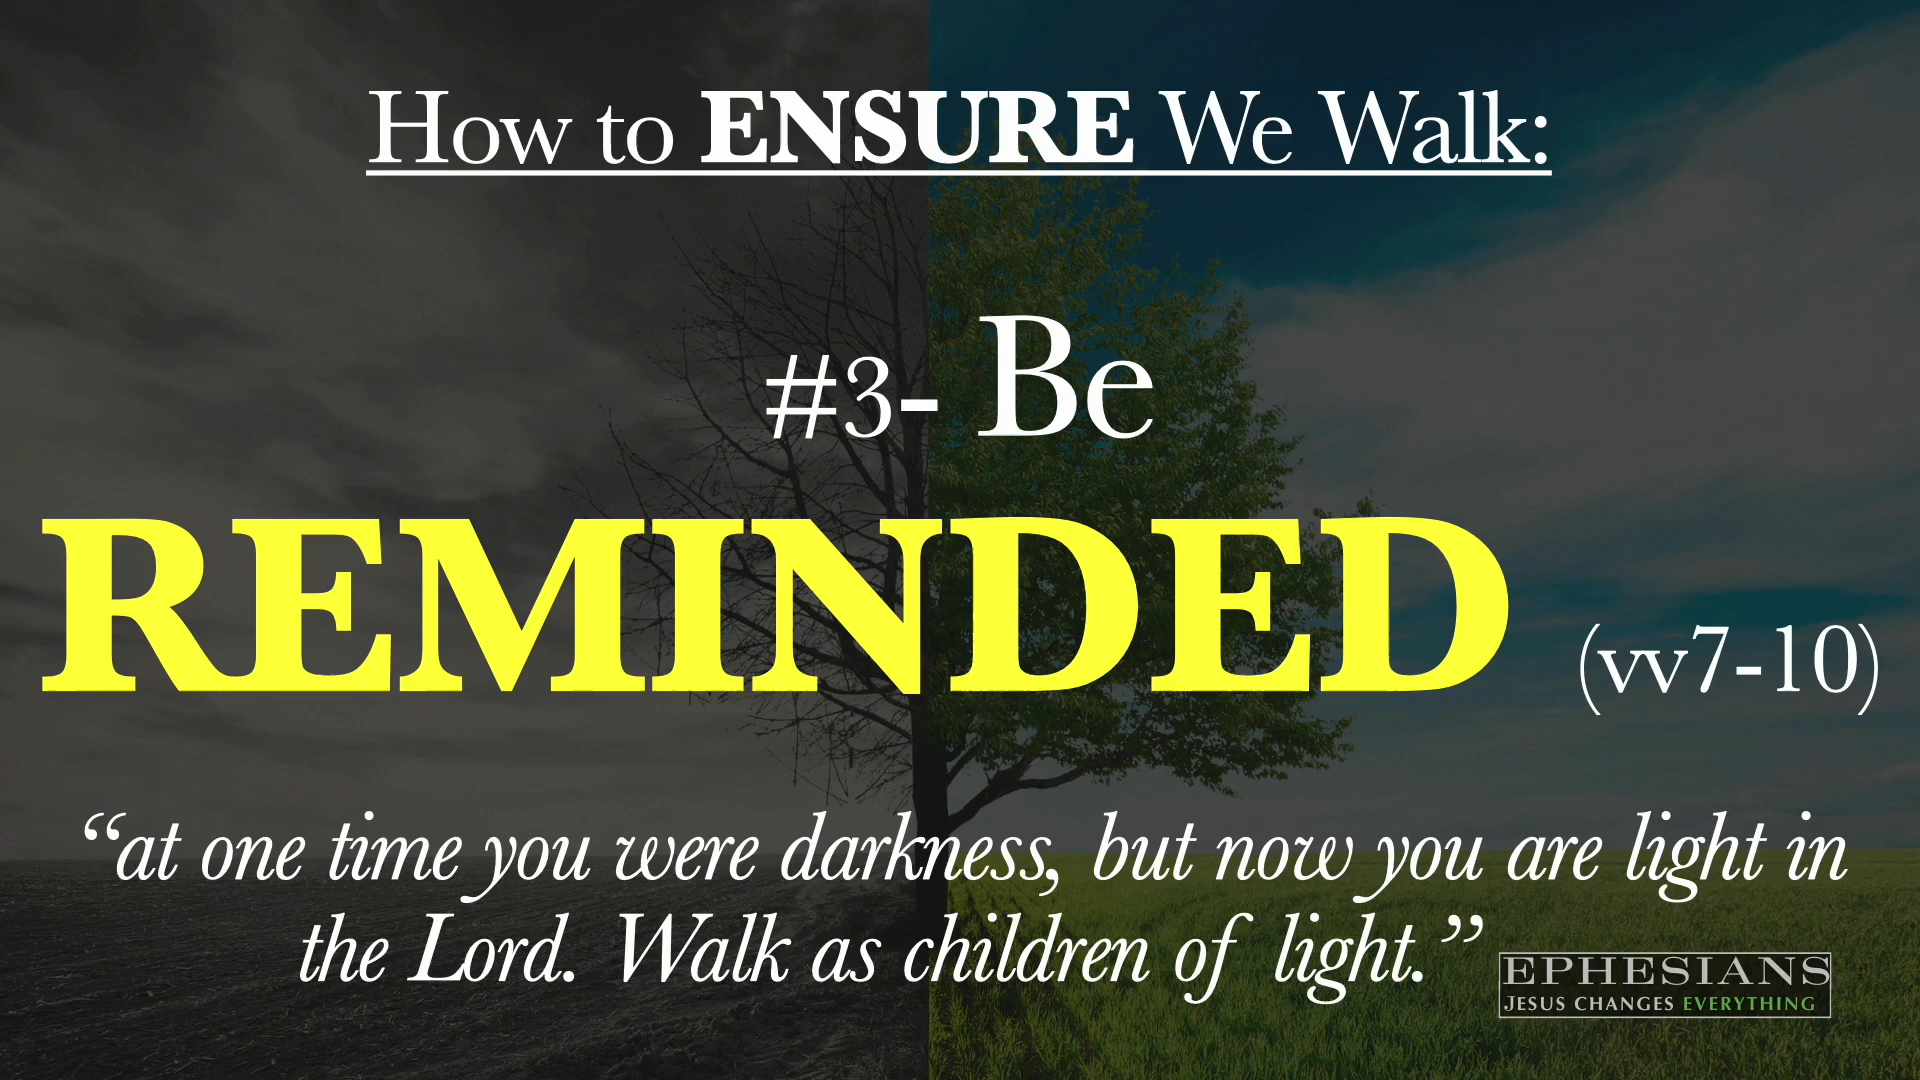 How to ENSURE We Walk:
#3- Be
REMINDED (vv7-10)
“at one time you were darkness, but now you are light in
the Lord. Walk as children of light.”
EPHESIANS
JESUS CHANGES EVERYTHING